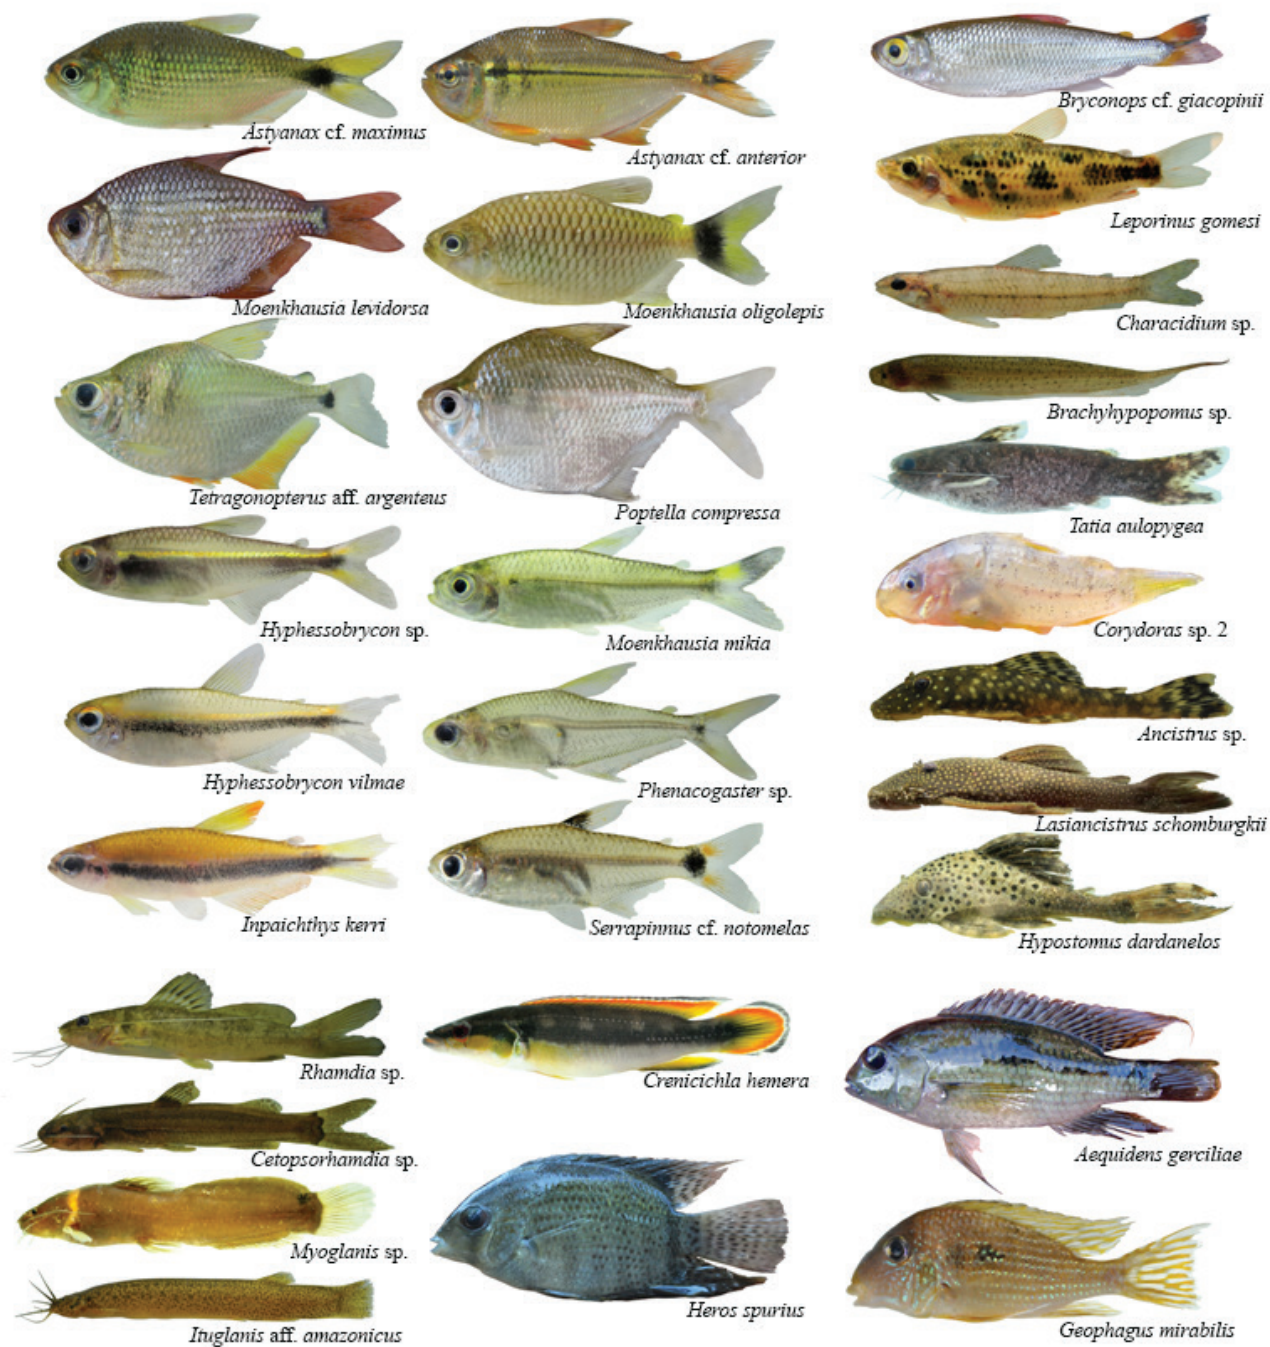 Astyanax cf. maximus
Astyanax cf. anterior
Bryconops cf. giacopinii
Leporinus gomesi
Moenkhausia levidorsa
Moenkhausia oligolepis
Characidium sp.
Brachyhypopomus sp.
Tetragonopterus aff. argenteus
Poptella compressa
Tatia aulopygea
Hyphessobrycon sp.
Moenkhausia mikia
Corydoras sp. 2
Ancistrus sp.
Hyphessobrycon vilmae
Phenacogaster sp.
Lasiancistrus schomburgkii
Inpaichthys kerri
Serrapinnus cf. notomelas
Hypostomus dardanelos
Rhamdia sp.
Crenicichla hemera
Cetopsorhamdia sp.
Aequidens gerciliae
Myoglanis sp.
Ituglanis aff. amazonicus
Heros spurius
Geophagus mirabilis